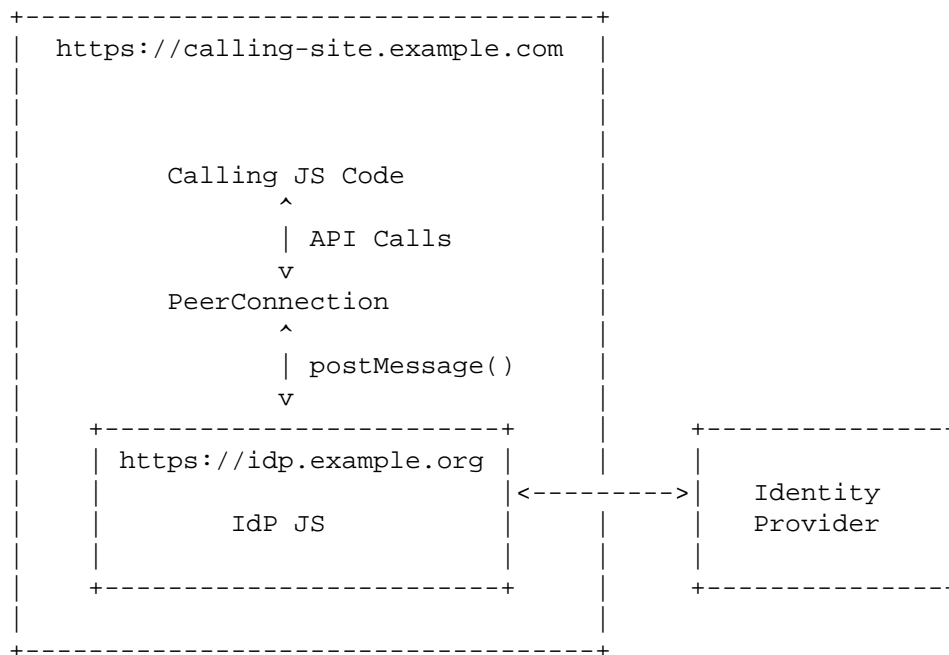 https://calling-site.example.com
Calling JS Code
^
| API Calls
v
PeerConnection
^
| postMessage()
v
https://idp.example.org
<---------> Identity
IdP JS Provider